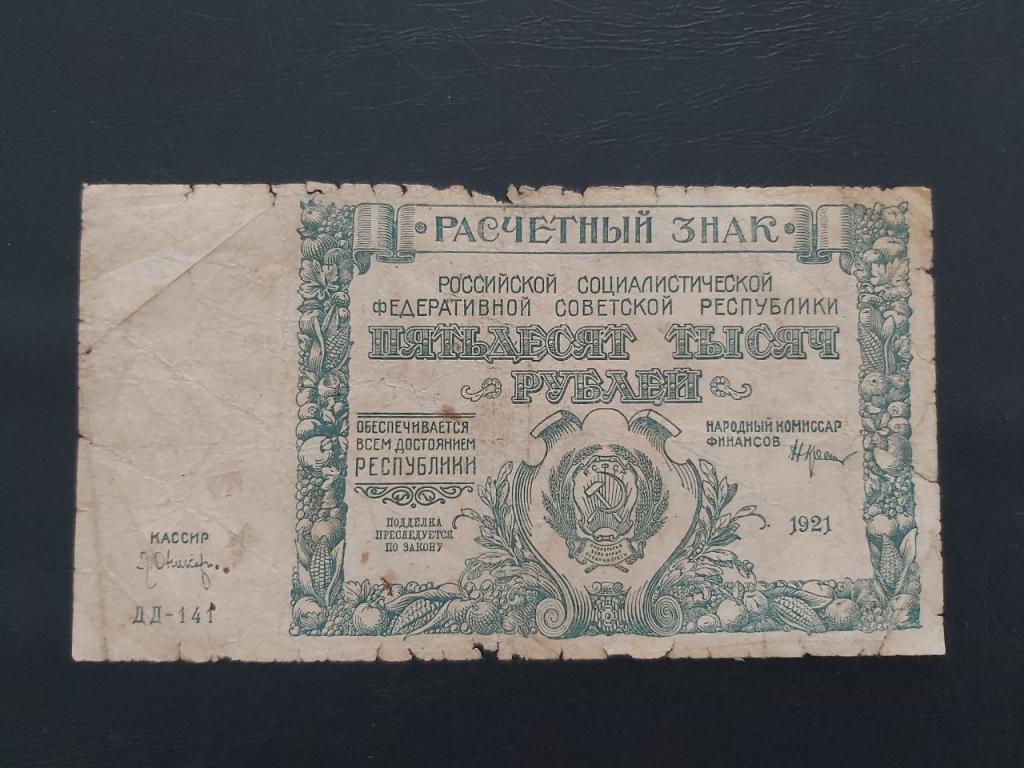 РАСЧЕТНЫЙ ЗНАК
РОССИЙСКОЙ СОЦИАЛИСТИЧЕСКОЙ
ФЕДЕРАТИВНОЙ СОВЕТСКОЙ РЕСПУБЛИКИ
ПЯТЬДЕСЯТ ТЫСЯЧ
РУБЛЕЙ
ОБЕСПЕЧИВАЕТСЯ
ВСЕМ ДОСТОЯНИЕМ
РЕСПУБЛИКИ
НАРОДНЫЙ КОМИССАР
ФИНАНСОВ
ПОДДЕЛКА
ПРЕСЛЕДУЕТСЯ
ПО ЗАКОНУ
1921
КАССИР
ДД-141